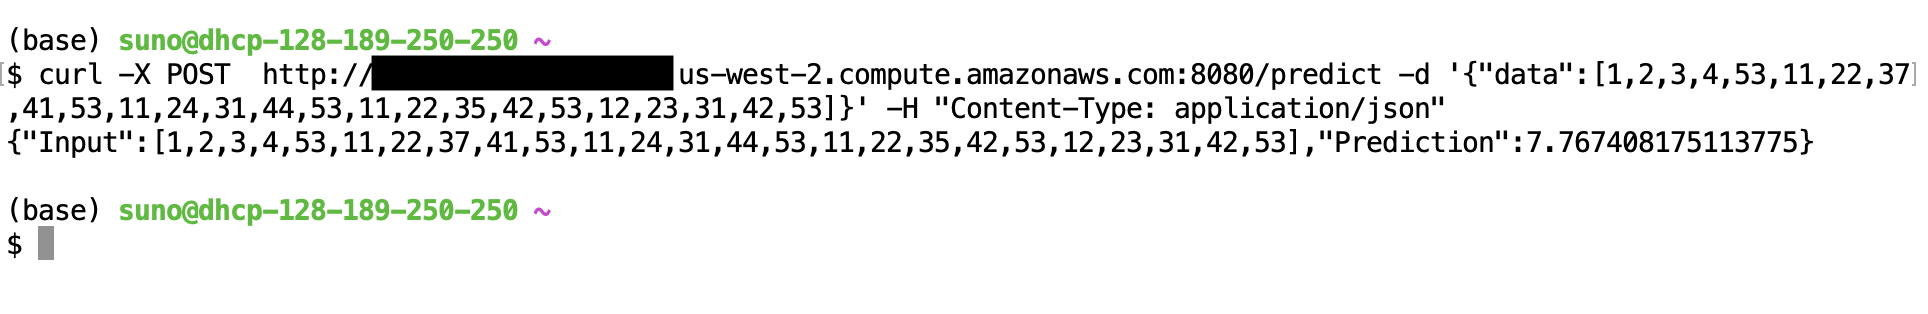 (base) suno@dhcp-128-189-250-250 ~
$ curl -X POST  http://us-west-2.compute.amazonaws.com:8080/predict -d '{"data":[1,2,3,4,53,11,22,37
,41,53,11,24,31,44,53,11,22,35,42,53,12,23,31,42,53]}' -H "Content-Type: application/json"
{"Input":[1,2,3,4,53,11,22,37,41,53,11,24,31,44,53,11,22,35,42,53,12,23,31,42,53],"Prediction":7.767408175113775}
(base) suno@dhcp-128-189-250-250 ~
$